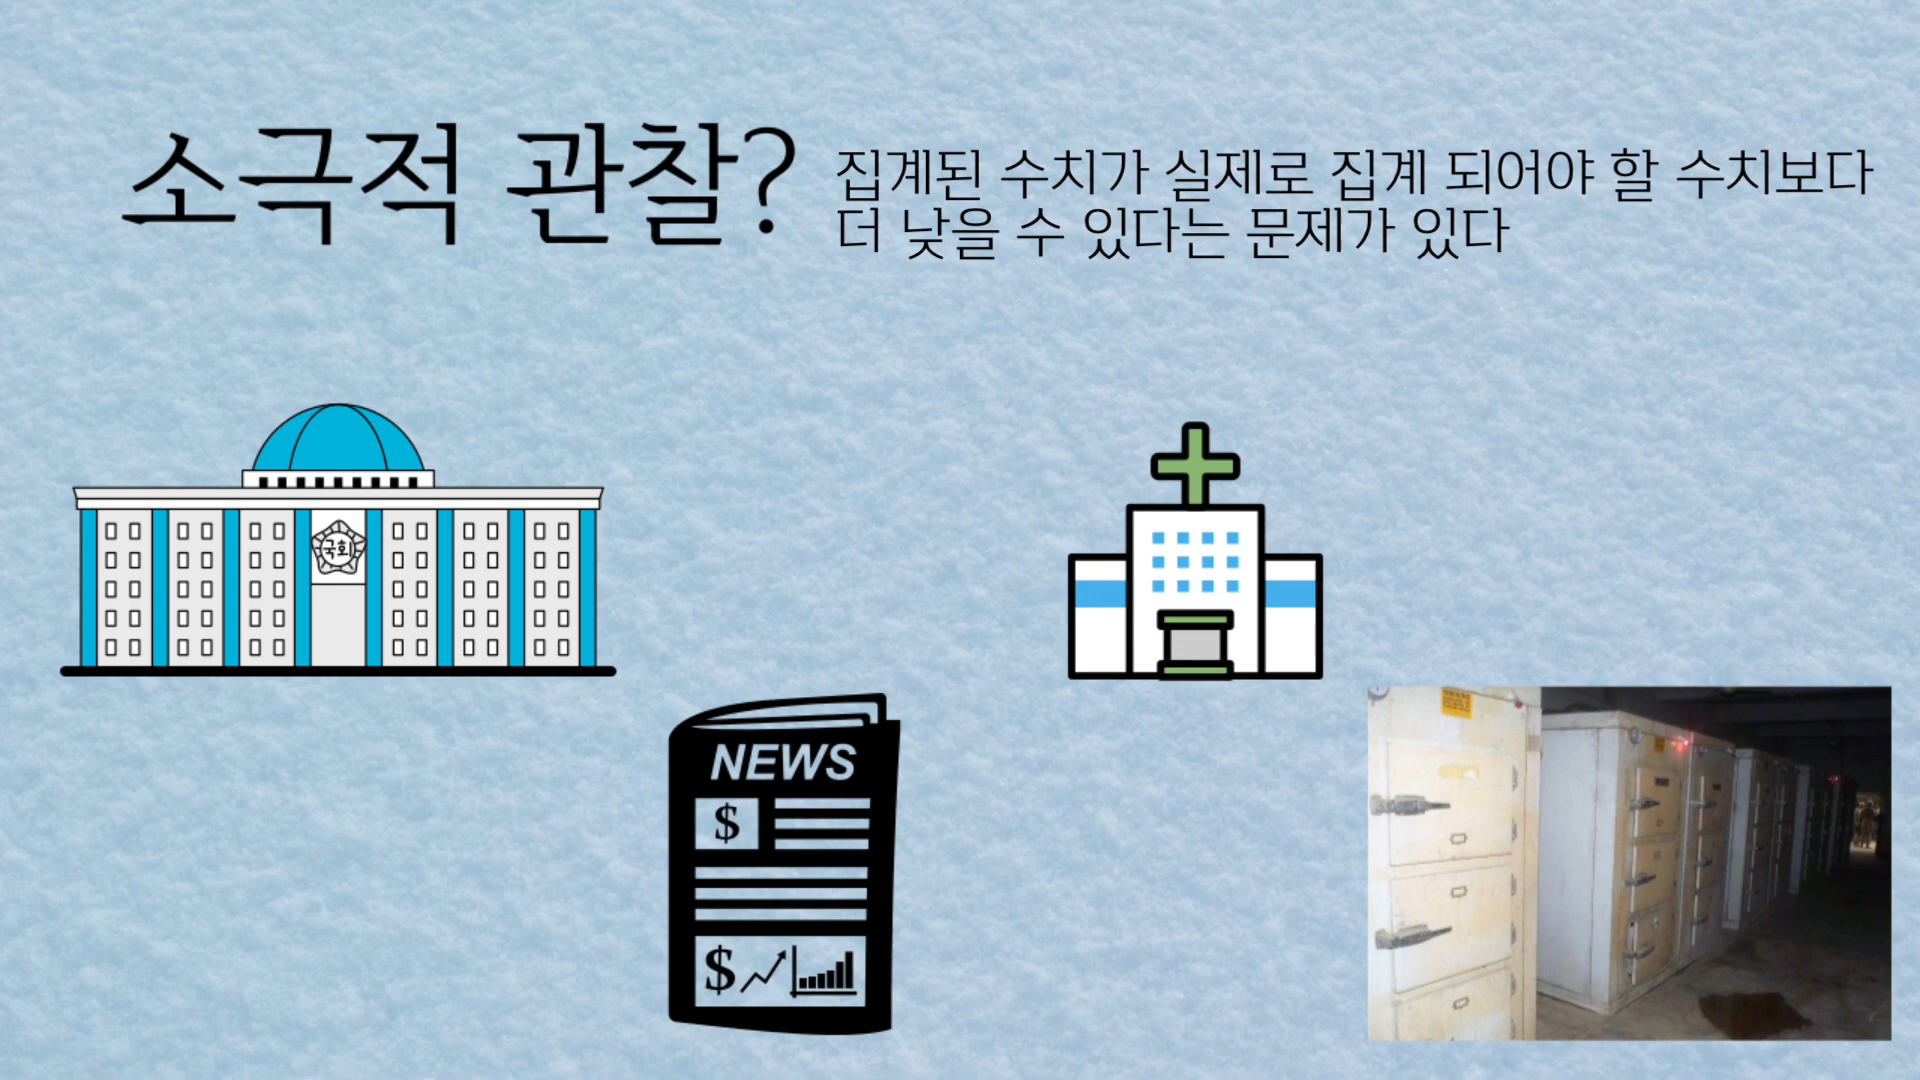 소극적 관찰?
집계된 수치가 실제로 집계 되어야 할 수치보다
더 낮을 수 있다는 문제가 있다
국회
NEWS
$
$